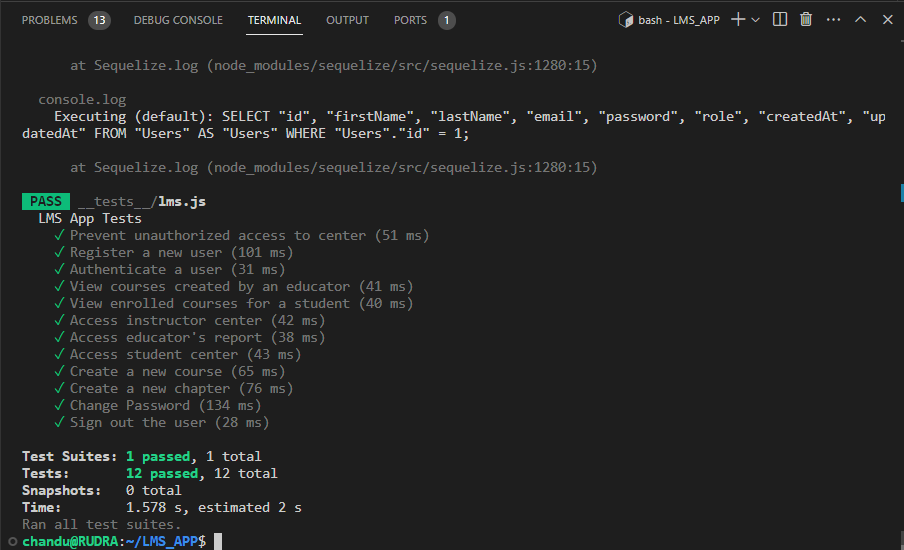 PROBLEMS 13 DEBUG CONSOLE TERMINAL OUTPUT PORTS 1 bash - LMS_APP
at Sequelize.log (node_modules/sequelize/src/sequelize.js:1280:15)
console.log
Executing (default): SELECT "id", "firstName", "lastName", "email", "password", "role", "createdAt", "up
datedAt" FROM "Users" AS "Users" WHERE "Users"."id" = 1;
at Sequelize.log (node_modules/sequelize/src/sequelize.js:1280:15)
PASS __tests__/lms.js
LMS App Tests
✓ Prevent unauthorized access to center (51 ms)
✓ Register a new user (101 ms)
✓ Authenticate a user (31 ms)
✓ View courses created by an educator (41 ms)
✓ View enrolled courses for a student (40 ms)
✓ Access instructor center (42 ms)
✓ Access educator's report (38 ms)
✓ Access student center (43 ms)
✓ Create a new course (65 ms)
✓ Create a new chapter (76 ms)
✓ Change Password (134 ms)
✓ Sign out the user (28 ms)
Test Suites: 1 passed, 1 total
Tests: 12 passed, 12 total
Snapshots: 0 total
Time: 1.578 s, estimated 2 s
Ran all test suites.
chandu@RUDRA:~/LMS_APP$